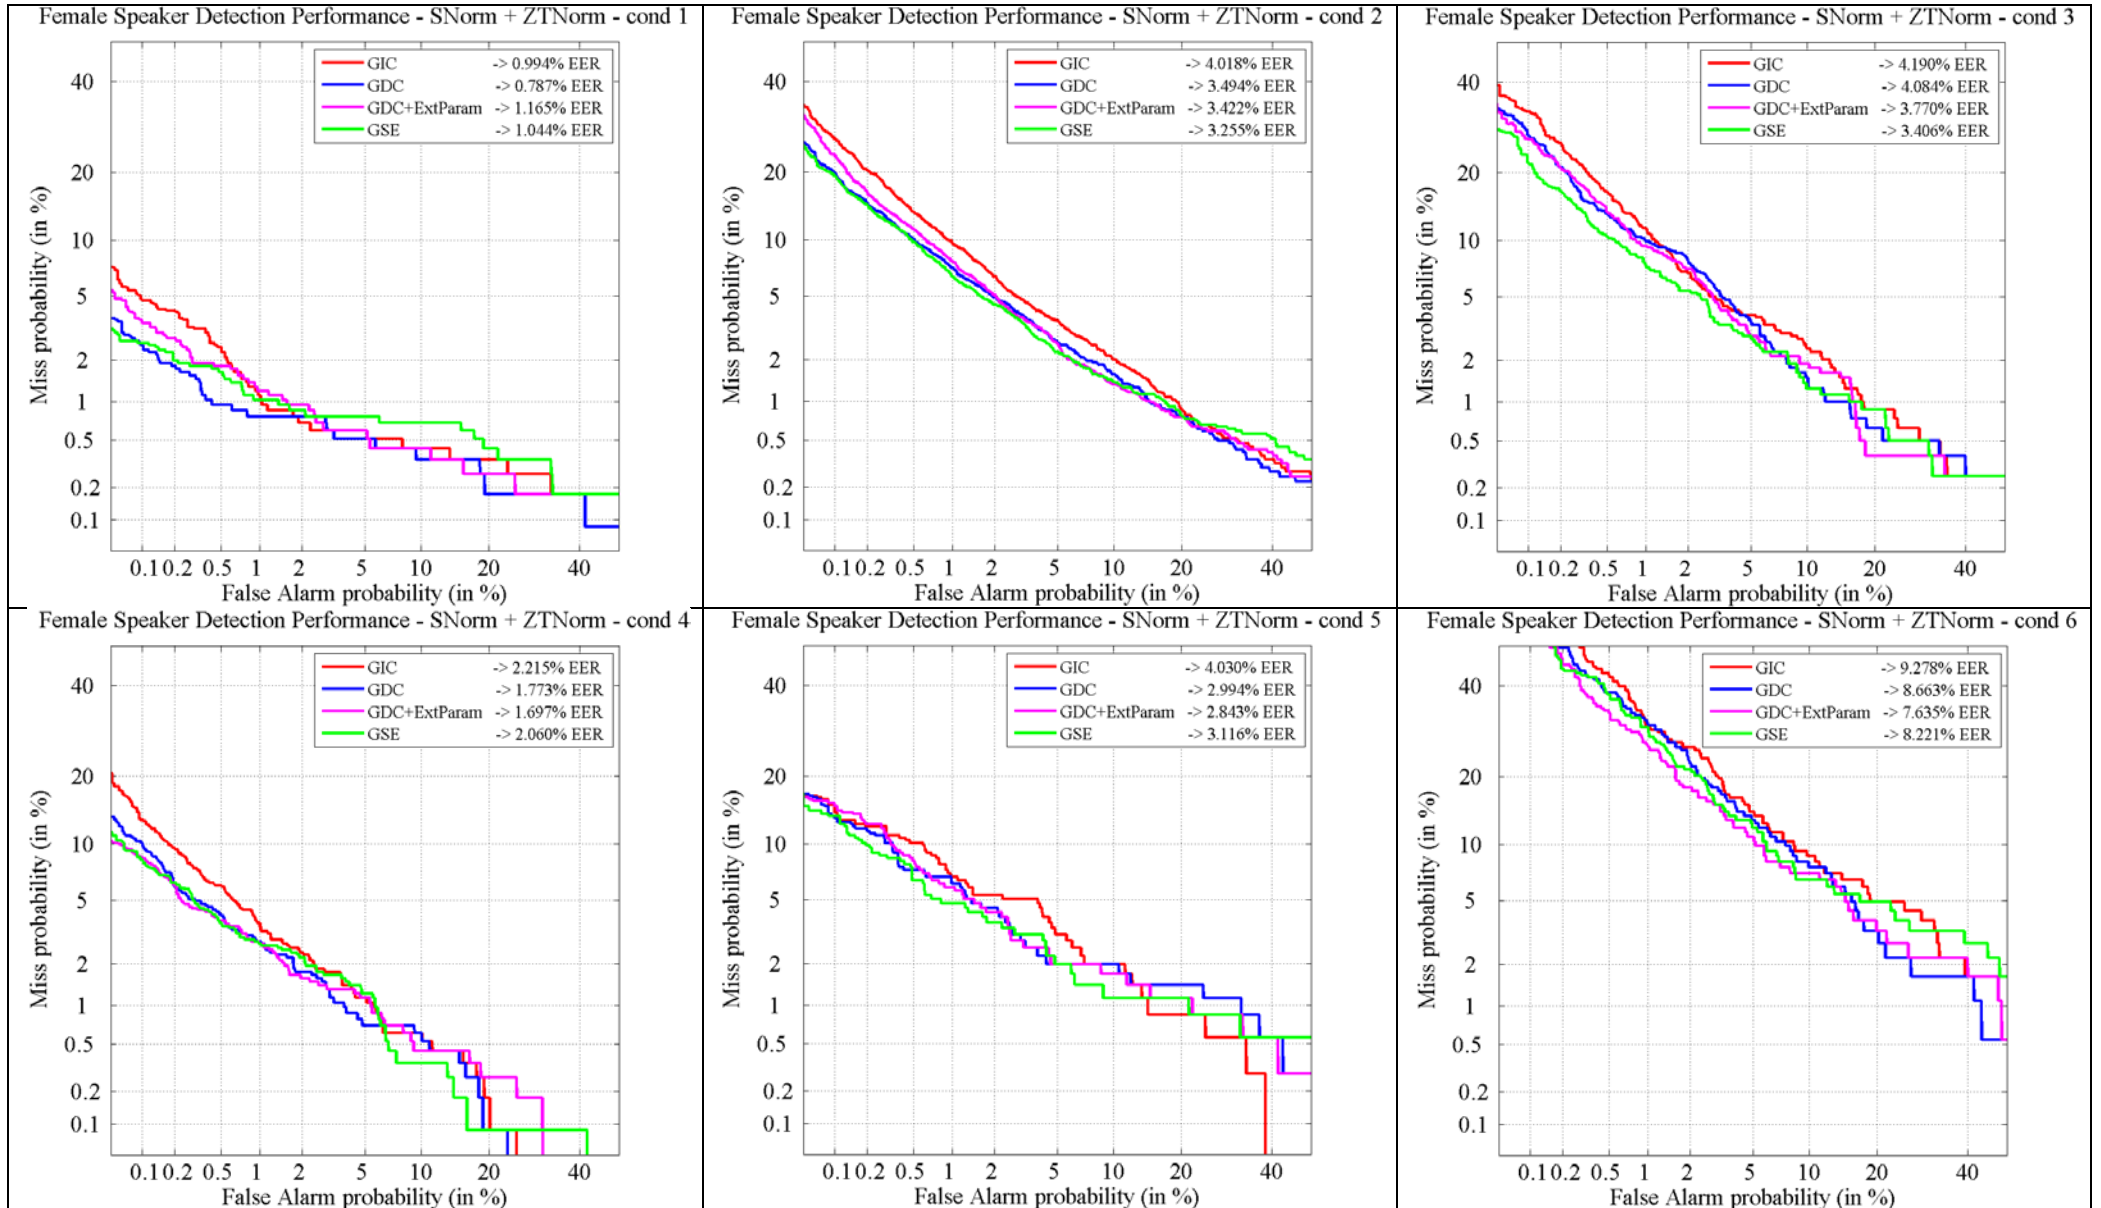 Female Speaker Detection Performance - SNorm + ZTNorm - cond 1
GIC -> 0.994% EER
GDC -> 0.787% EER
GDC+ExtParam -> 1.165% EER
GSE -> 1.044% EER
Miss probability (in %)
40
20
10
5
2
1
0.5
0.2
0.1
0.1 0.2 0.5 1 2 5 10 20 40
False Alarm probability (in %)
Female Speaker Detection Performance - SNorm + ZTNorm - cond 2
GIC -> 4.018% EER
GDC -> 3.494% EER
GDC+ExtParam -> 3.422% EER
GSE -> 3.255% EER
Miss probability (in %)
40
20
10
5
2
1
0.5
0.2
0.1
0.1 0.2 0.5 1 2 5 10 20 40
False Alarm probability (in %)
Female Speaker Detection Performance - SNorm + ZTNorm - cond 3
GIC -> 4.190% EER
GDC -> 4.084% EER
GDC+ExtParam -> 3.770% EER
GSE -> 3.406% EER
Miss probability (in %)
40
20
10
5
2
1
0.5
0.2
0.1
0.1 0.2 0.5 1 2 5 10 20 40
False Alarm probability (in %)
Female Speaker Detection Performance - SNorm + ZTNorm - cond 4
GIC -> 2.215% EER
GDC -> 1.773% EER
GDC+ExtParam -> 1.697% EER
GSE -> 2.060% EER
Miss probability (in %)
40
20
10
5
2
1
0.5
0.2
0.1
0.1 0.2 0.5 1 2 5 10 20 40
False Alarm probability (in %)
Female Speaker Detection Performance - SNorm + ZTNorm - cond 5
GIC -> 4.030% EER
GDC -> 2.994% EER
GDC+ExtParam -> 2.843% EER
GSE -> 3.116% EER
Miss probability (in %)
40
20
10
5
2
1
0.5
0.2
0.1
0.1 0.2 0.5 1 2 5 10 20 40
False Alarm probability (in %)
Female Speaker Detection Performance - SNorm + ZTNorm - cond 6
GIC -> 9.278% EER
GDC -> 8.663% EER
GDC+ExtParam -> 7.635% EER
GSE -> 8.221% EER
Miss probability (in %)
40
20
10
5
2
1
0.5
0.2
0.1
0.1 0.2 0.5 1 2 5 10 20 40
False Alarm probability (in %)